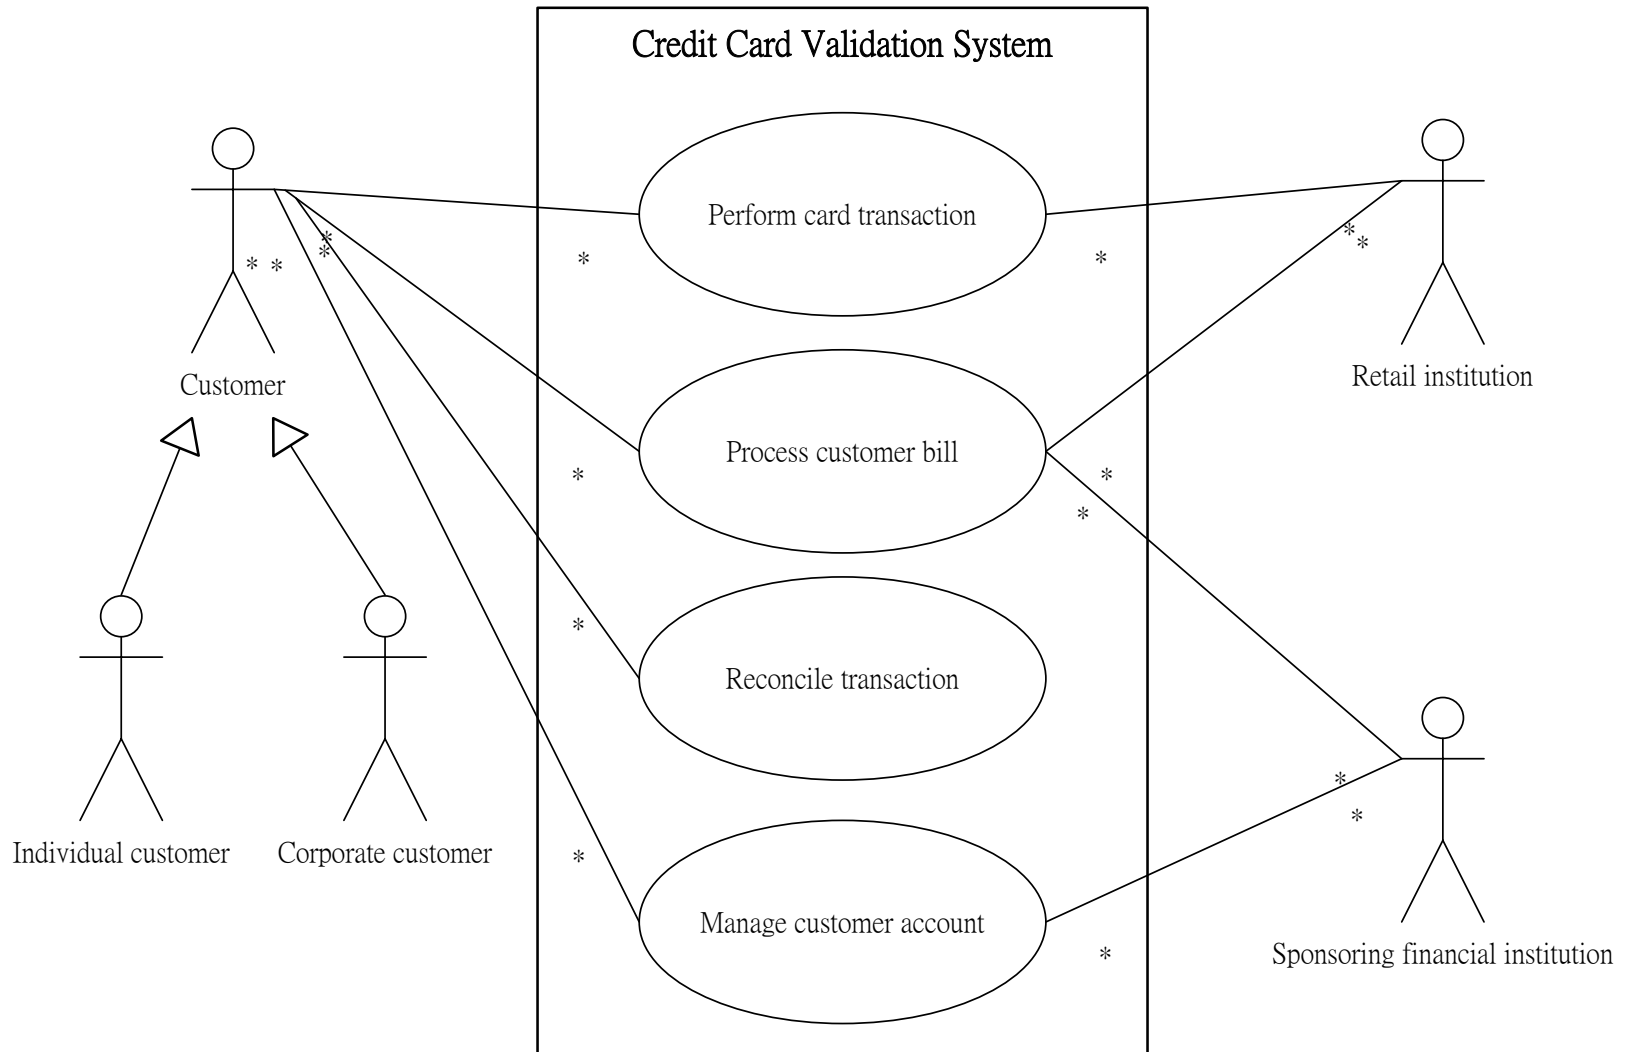 Credit Card Validation System
Perform card transaction
* *
* *
* *
* *
* *
Customer
Retail institution
Process customer bill
* *
*
*
Reconcile transaction
*
*
Individual customer
Corporate customer
*
Manage customer account
*
Sponsoring financial institution